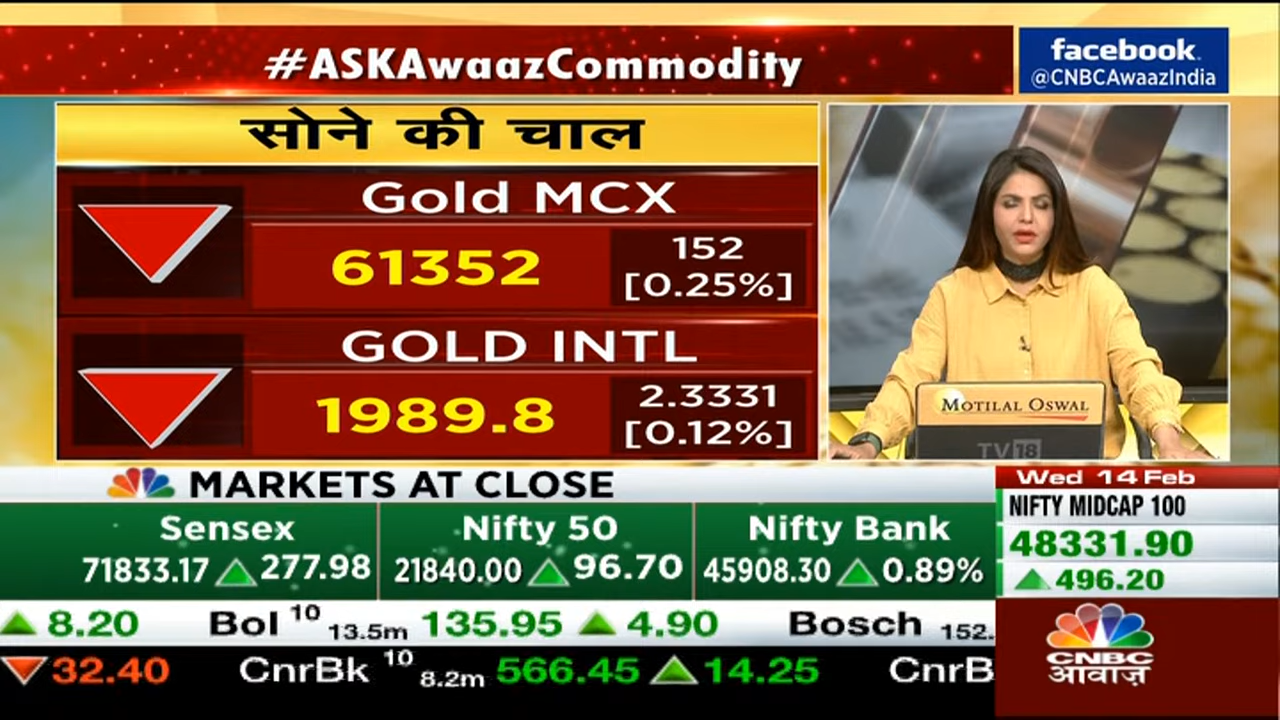 #ASKAwaazCommodity
facebook
@CNBCAwaazIndia
सोने की चाल
Gold MCX
61352
152
[0.25%]
GOLD INTL
1989.8
2.3331
[0.12%]
MOTILAL OSWAL
TV18
MARKETS AT CLOSE
Wed 14 Feb
Sensex
71833.17 277.98
Nifty 50
21840.00 96.70
Nifty Bank
45908.30 0.89%
NIFTY MIDCAP 100
48331.90
496.20
8.20 BoI 10 13.5m 135.95 4.90 Bosch 152.
32.40 CnrBk 10 8.2m 566.45 14.25 CnrB
CNBC
आवाज़